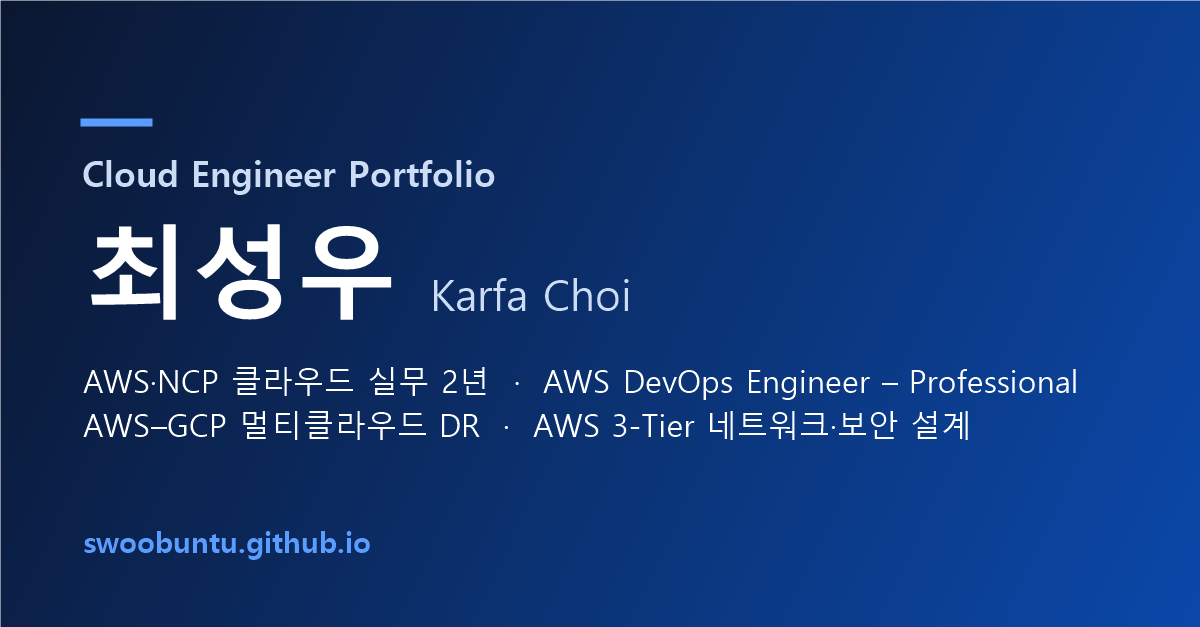 Cloud Engineer Portfolio
최성우 Karfa Choi
AWS·NCP 클라우드 실무 2년 · AWS DevOps Engineer – Professional
AWS–GCP 멀티클라우드 DR · AWS 3-Tier 네트워크·보안 설계
swoobuntu.github.io